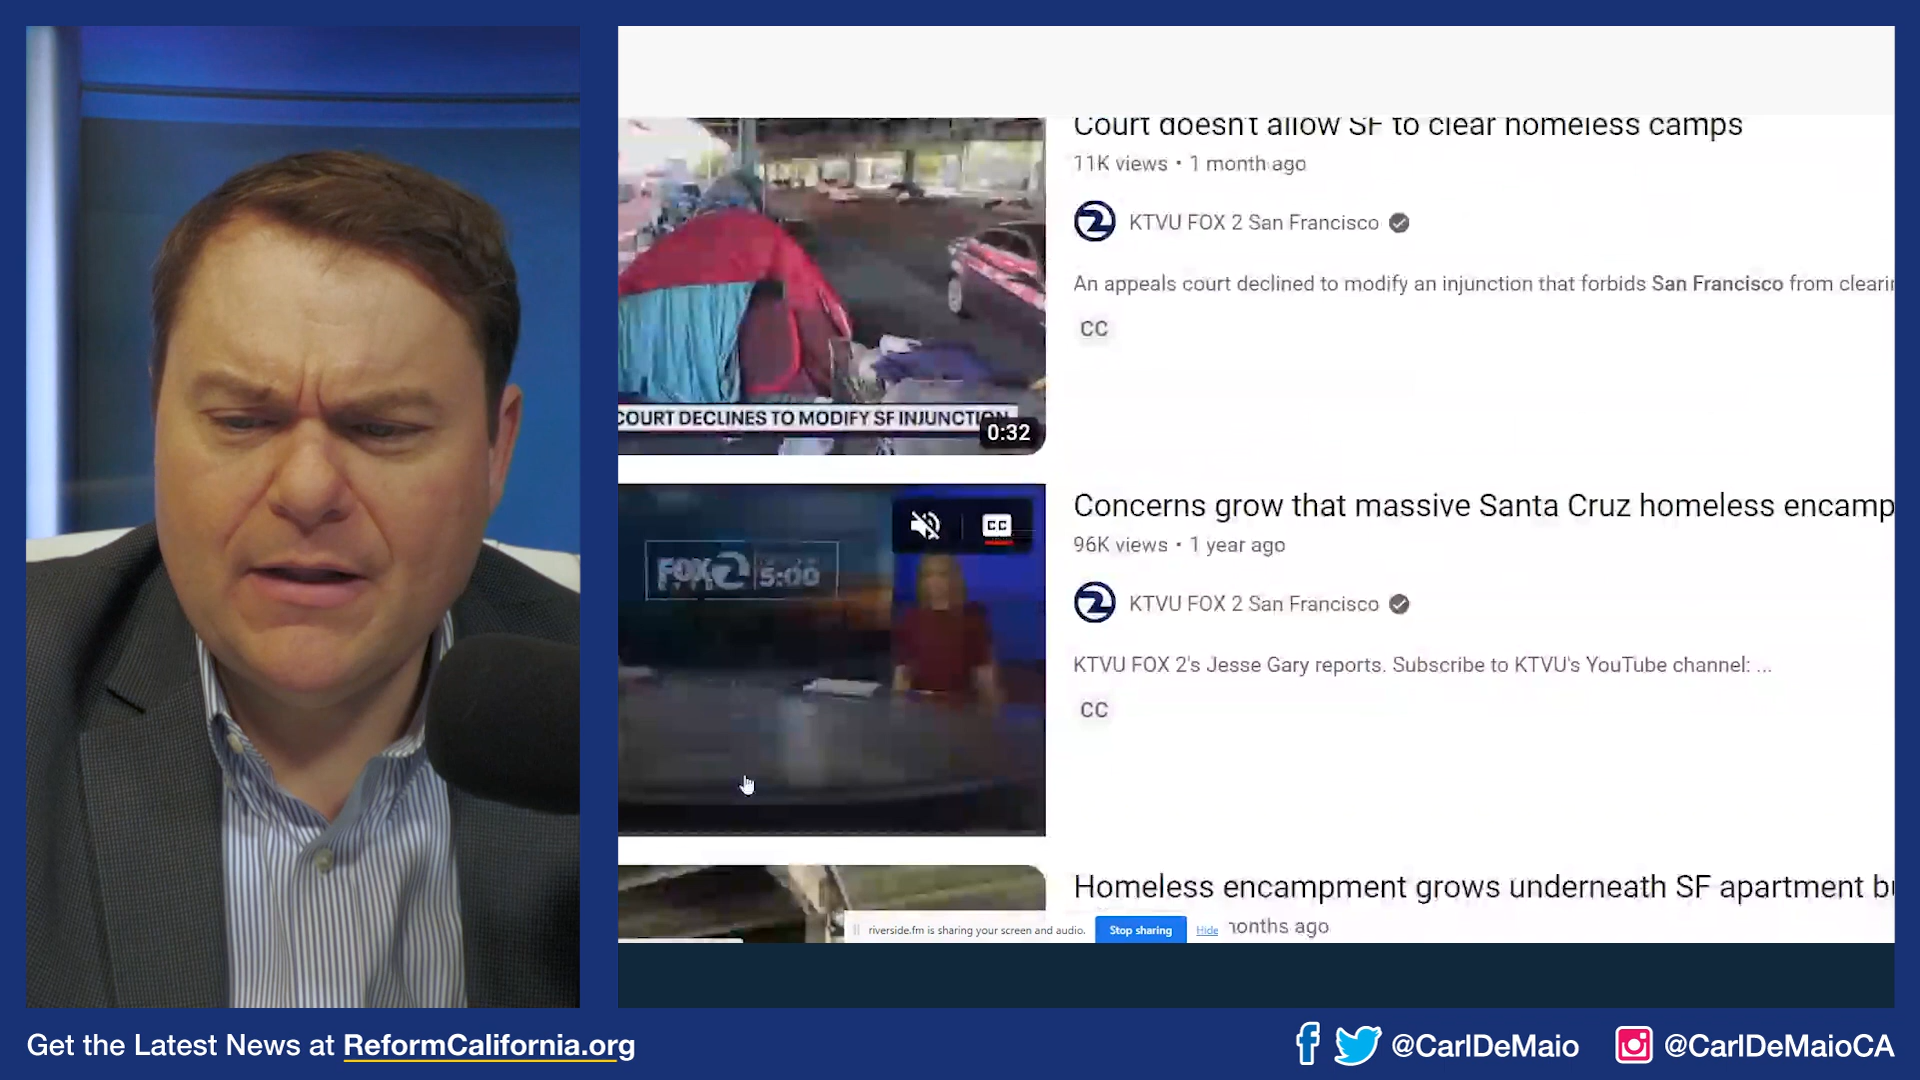 Court doesn't allow SF to clear homeless camps
11K views • 1 month ago
2 KTVU FOX 2 San Francisco
An appeals court declined to modify an injunction that forbids San Francisco from cleari
CC
COURT DECLINES TO MODIFY SF INJUNCTION
0:32
CC
FOX 2 5:00
Concerns grow that massive Santa Cruz homeless encamp
96K views • 1 year ago
2 KTVU FOX 2 San Francisco
KTVU FOX 2's Jesse Gary reports. Subscribe to KTVU's YouTube channel: ...
CC
Homeless encampment grows underneath SF apartment
months ago
riverside.fm is sharing your screen and audio. Stop sharing Hide
Get the Latest News at ReformCalifornia.org
@CarlDeMaio
@CarlDeMaioCA